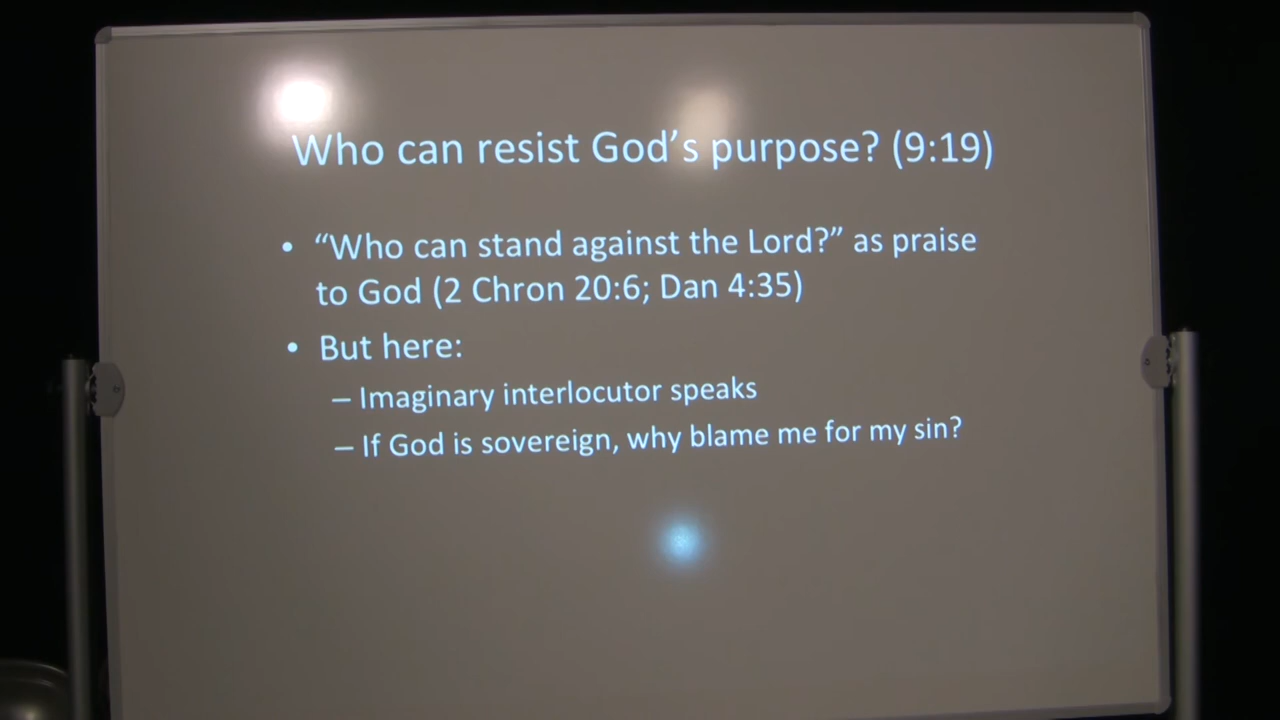 Who can resist God’s purpose? (9:19)
• “Who can stand against the Lord?” as praise
to God (2 Chron 20:6; Dan 4:35)
• But here:
– Imaginary interlocutor speaks
– If God is sovereign, why blame me for my sin?